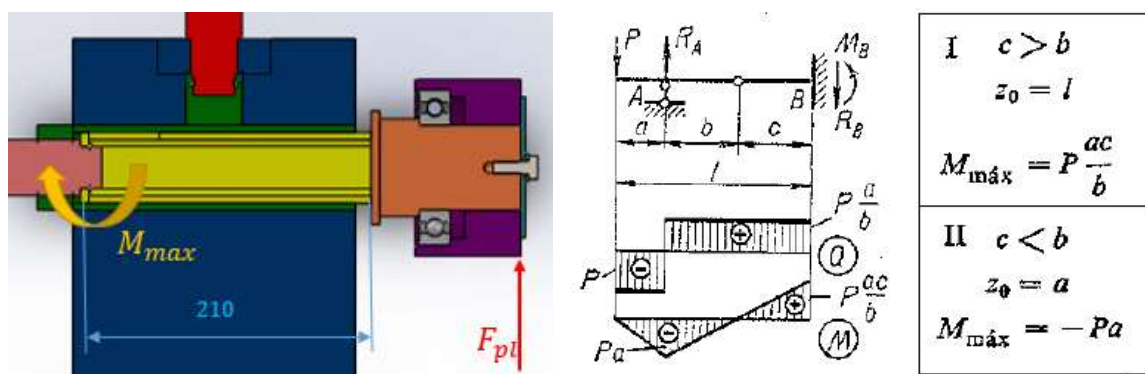 M_max
210
F_pl
P
R_A
M_B
A
B
R_B
a
b
c
l
P a/b
Q
P
P ac/b
Pa
M
I c > b
z₀ = l
M_máx = P ac/b
II c < b
z₀ = a
M_máx = −Pa